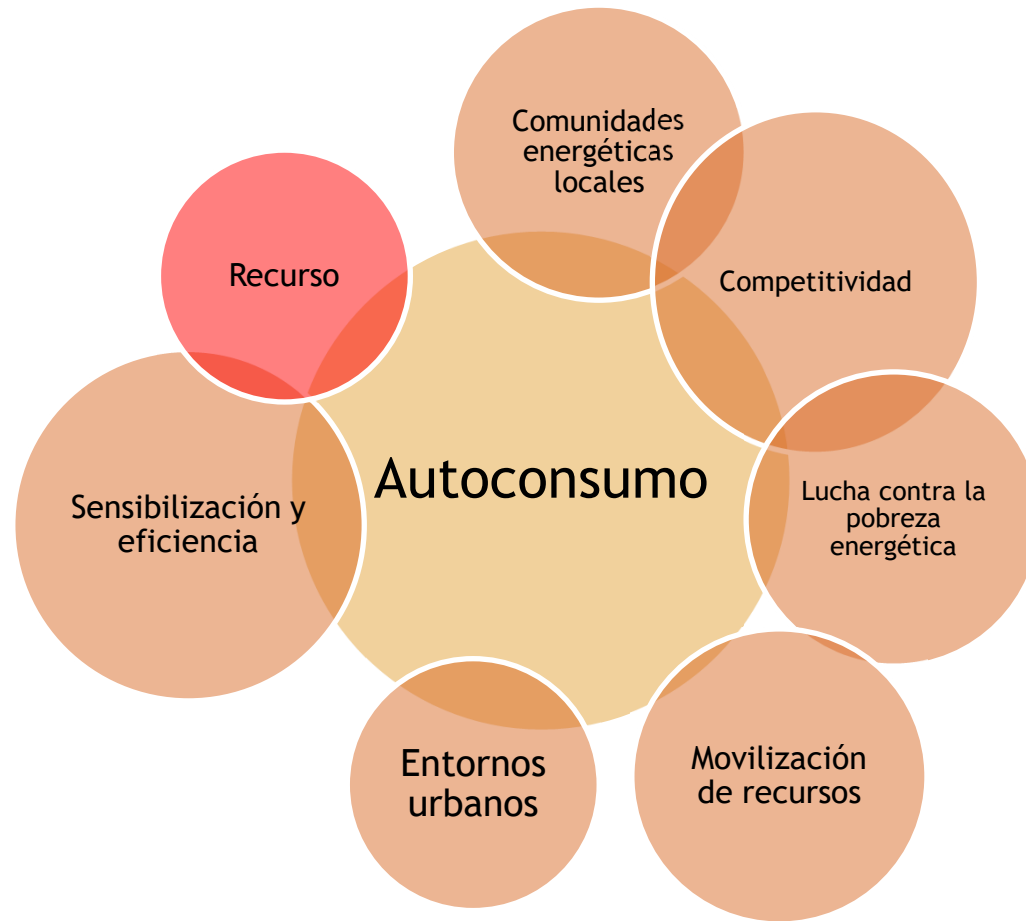 Comunidades
energéticas
locales
Recurso
Competitividad
Autoconsumo
Sensibilización y
eficiencia
Lucha contra la
pobreza
energética
Entornos
urbanos
Movilización
de recursos